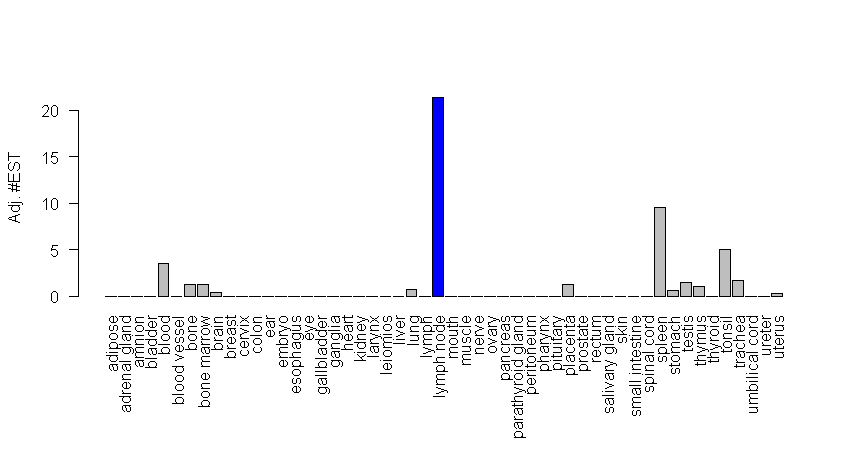 Adj. #EST
20
15
10
5
0
adipose
adrenal gland
amnion
bladder
blood
blood vessel
bone
bone marrow
brain
breast
cervix
colon
ear
embryo
esophagus
eye
gallbladder
ganglia
heart
kidney
larynx
leiomios
liver
lung
lymph
lymph node
mouth
muscle
nerve
ovary
pancreas
parathyroid gland
peritoneum
pharynx
pituitary
placenta
prostate
rectum
salivary gland
skin
small intestine
spinal cord
spleen
stomach
testis
thymus
thyroid
tonsil
trachea
umbilical cord
ureter
uterus